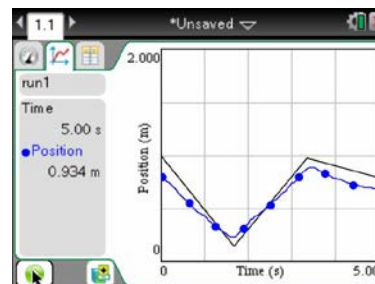 1.1
*Unsaved
run1
Time
5.00 s
Position
0.934 m
2.000
Position (m)
0
0
Time (s)
5.00